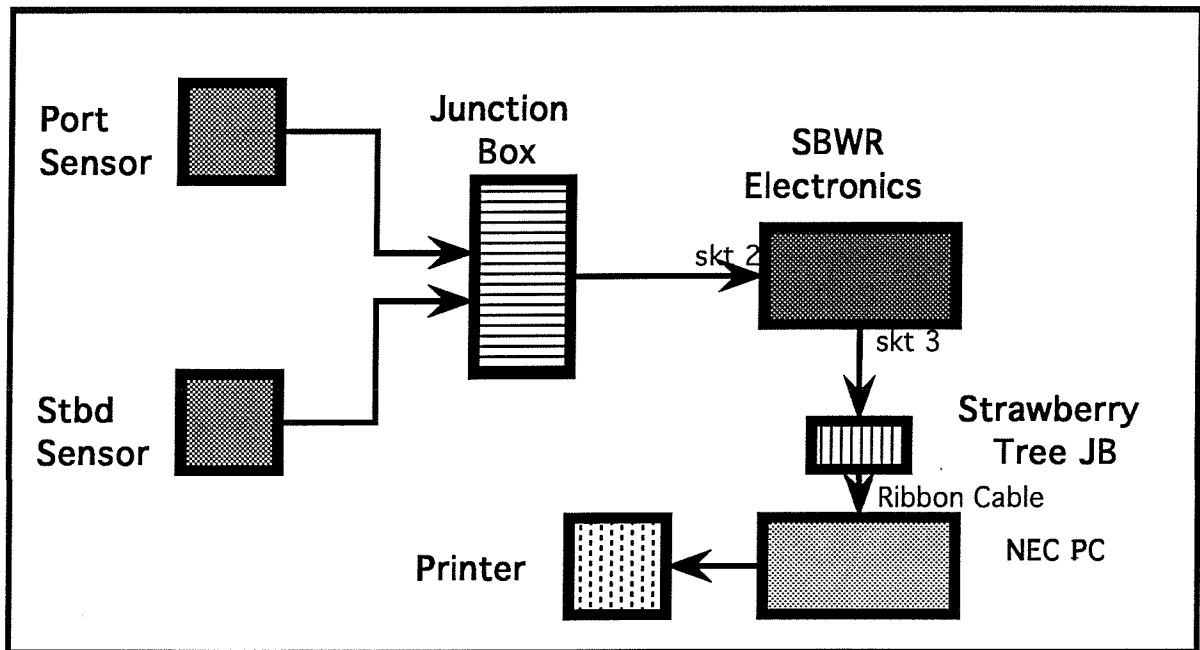 Port
Sensor
Junction
Box
SBWR
Electronics
skt 2
skt 3
Stbd
Sensor
Strawberry
Tree JB
Ribbon Cable
NEC PC
Printer